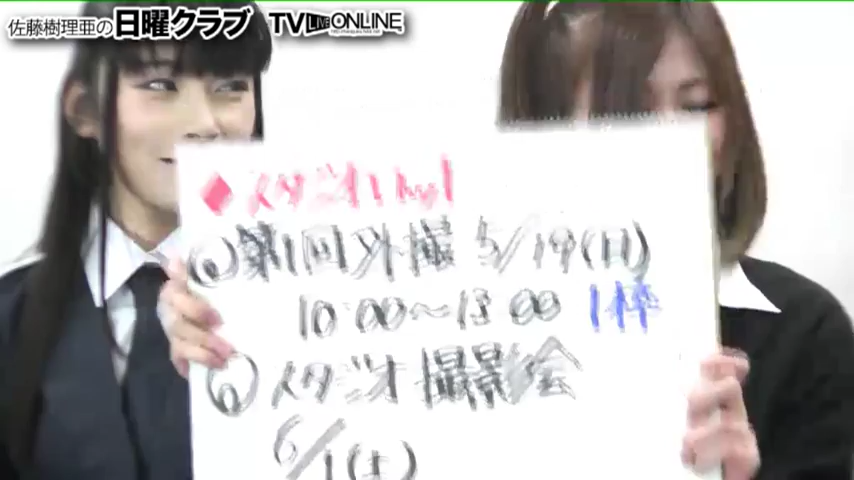 佐藤樹理亜の日曜クラブ TV LIVE ONLINE
第1回外撮 5/19(日)
10:00～13:00 1枠
スタジオ撮影会
6/1(土)